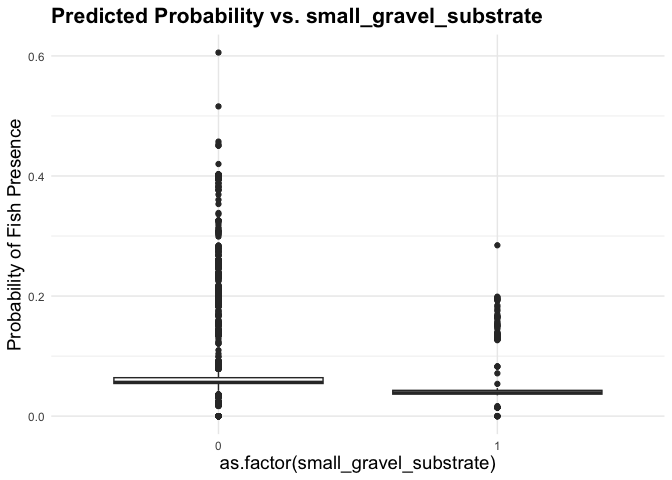 Predicted Probability vs. small_gravel_substrate
Probability of Fish Presence
0.6
0.4
0.2
0.0
0 1
as.factor(small_gravel_substrate)